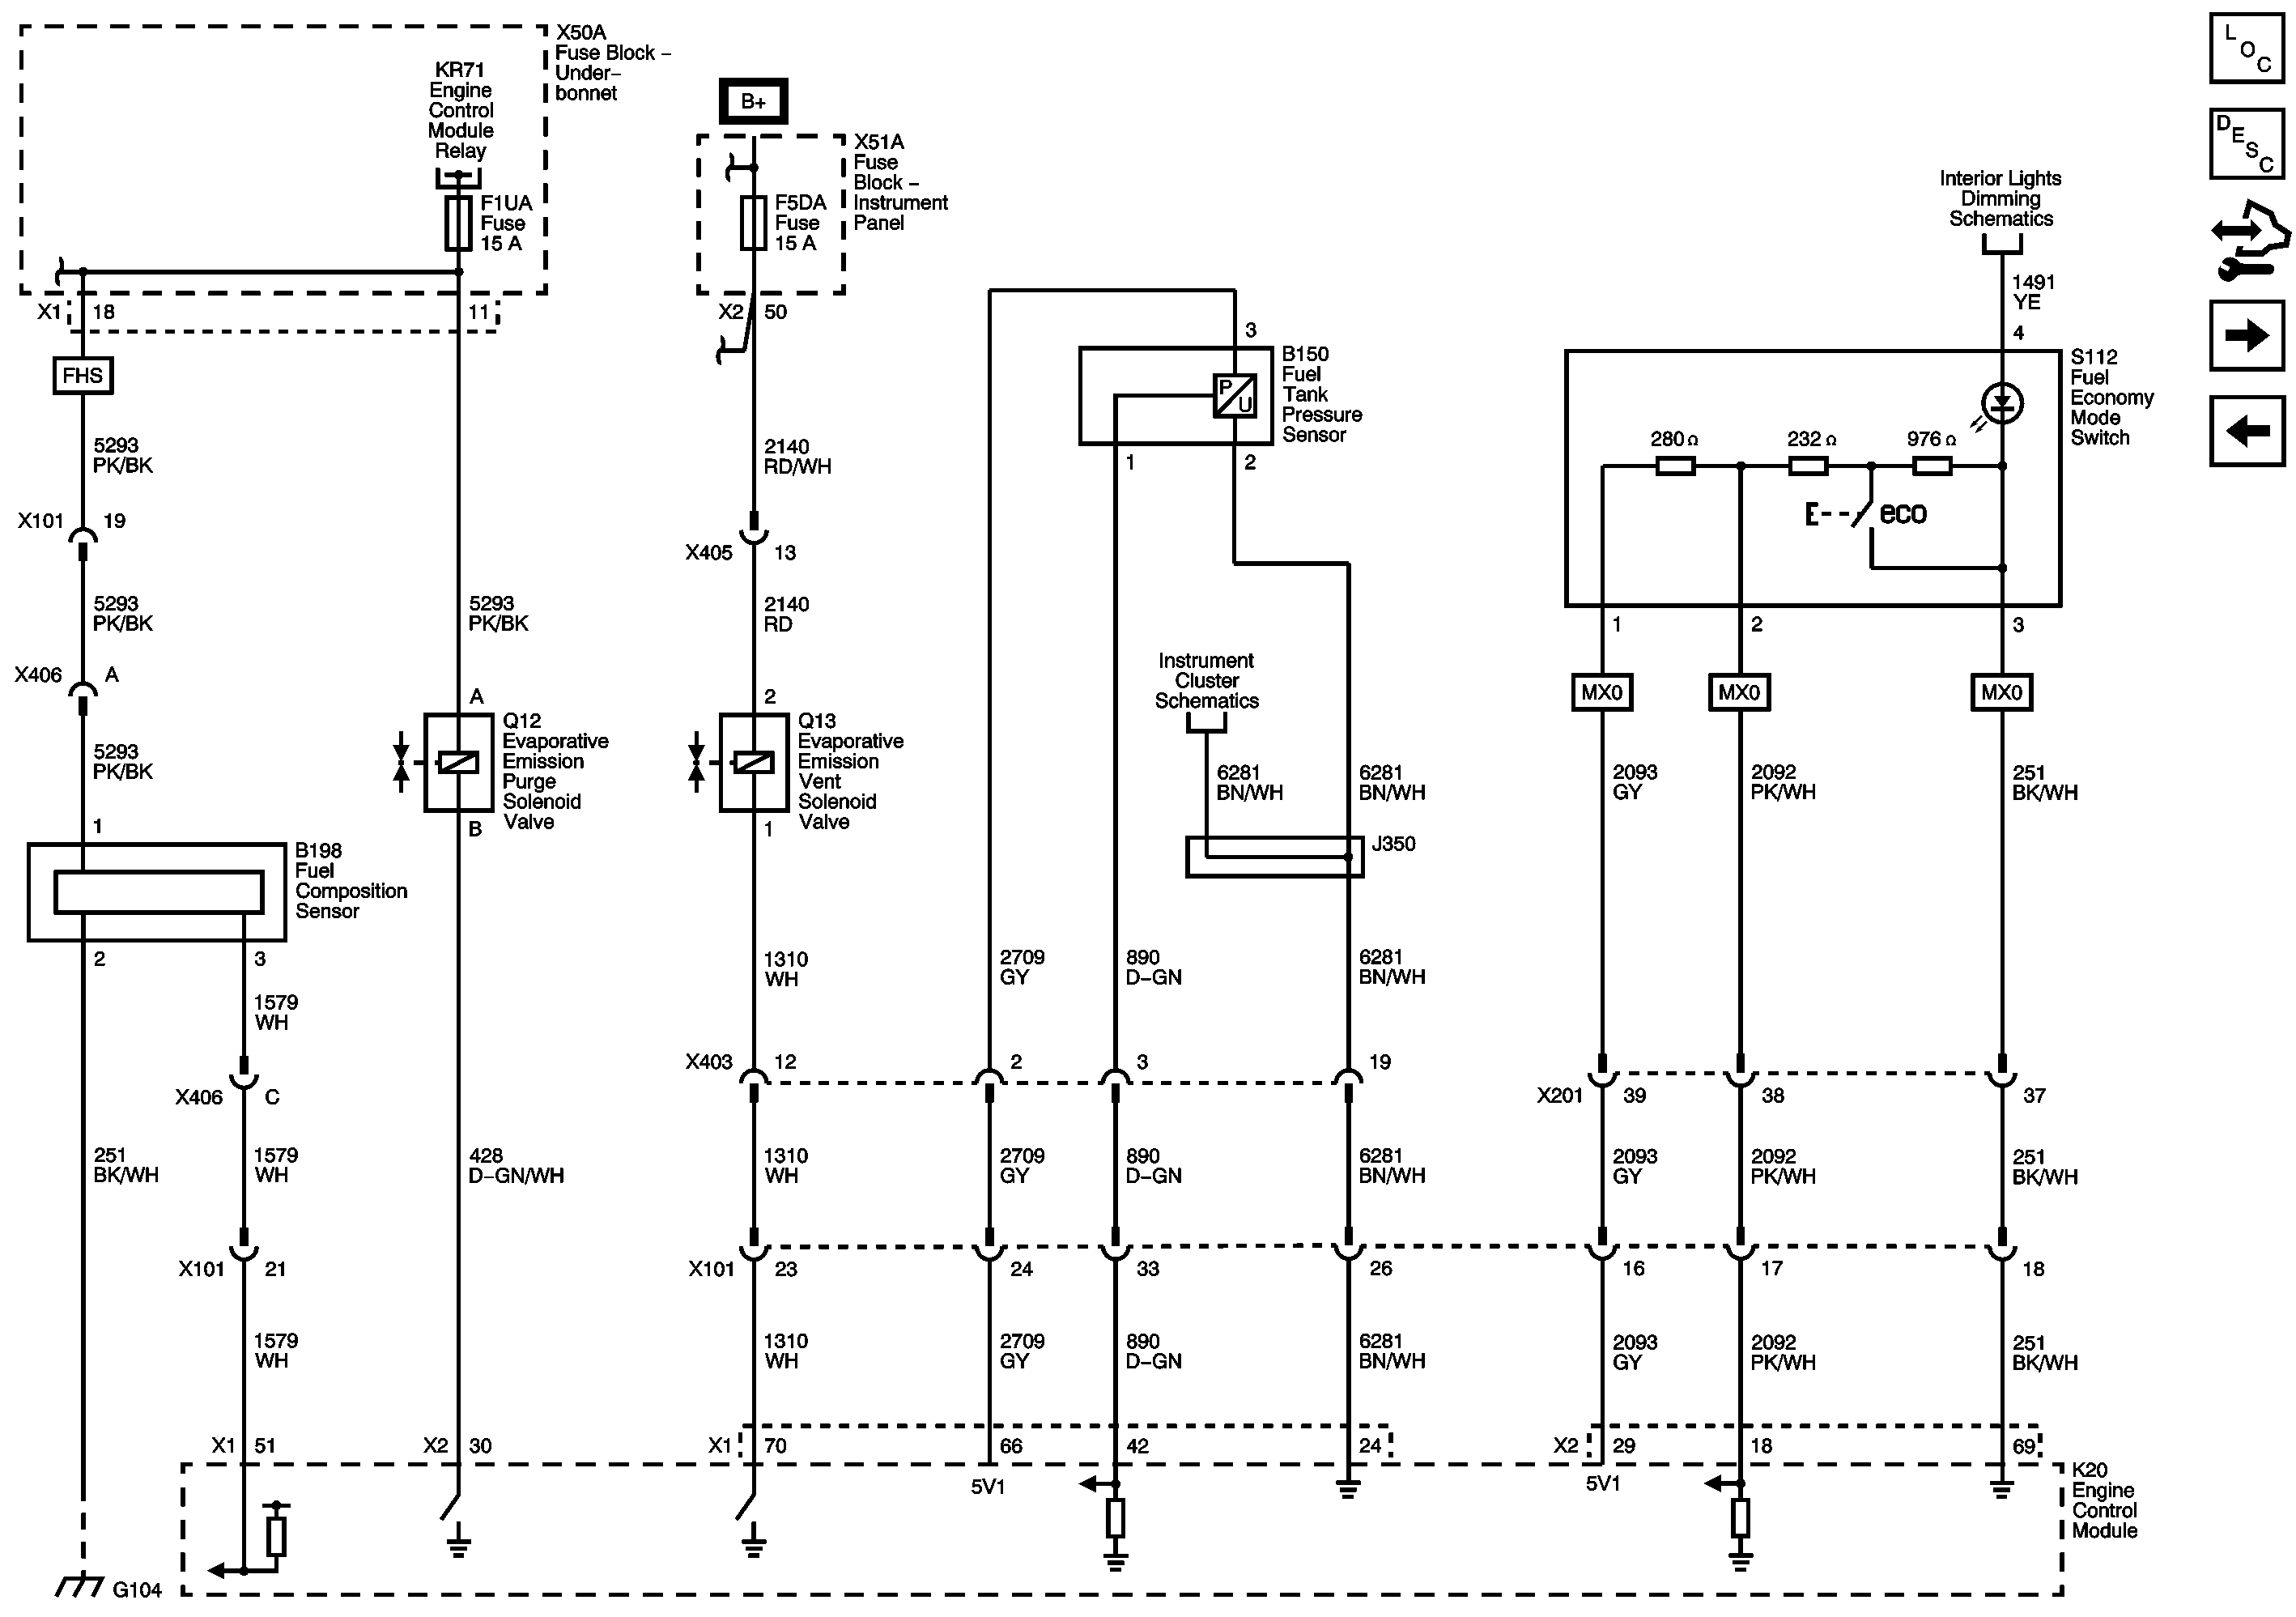 X50A
Fuse Block –
Under–
bonnet
KR71
Engine
Control
Module
Relay
F1UA
Fuse
15 A
X1
18
11
FHS
5293
PK/BK
X101
19
5293
PK/BK
X406
A
5293
PK/BK
1
B198
Fuel
Composition
Sensor
2
3
1579
WH
X406
C
251
BK/WH
1579
WH
X101
21
1579
WH
X1
51
G104
5293
PK/BK
A
Q12
Evaporative
Emission
Purge
Solenoid
Valve
B
428
D–GN/WH
X2
30
B+
X51A
Fuse
Block –
Instrument
Panel
F5DA
Fuse
15 A
X2
50
2140
RD/WH
X405
13
2140
RD
2
Q13
Evaporative
Emission
Vent
Solenoid
Valve
1
1310
WH
X403
12
1310
WH
X101
23
1310
WH
X1
70
3
B150
Fuel
Tank
Pressure
Sensor
P
U
1
2
Instrument
Cluster
Schematics
6281
BN/WH
6281
BN/WH
J350
2709
GY
890
D–GN
6281
BN/WH
2
3
19
2709
GY
890
D–GN
6281
BN/WH
24
33
26
2709
GY
890
D–GN
6281
BN/WH
66
42
24
5V1
Interior Lights
Dimming
Schematics
1491
YE
4
S112
Fuel
Economy
Mode
Switch
280 Ω
232 Ω
976 Ω
E
eco
1
2
3
MX0
MX0
MX0
2093
GY
2092
PK/WH
251
BK/WH
X201
39
38
37
2093
GY
2092
PK/WH
251
BK/WH
16
17
18
2093
GY
2092
PK/WH
251
BK/WH
X2
29
18
69
5V1
K20
Engine
Control
Module
LOC
DESC